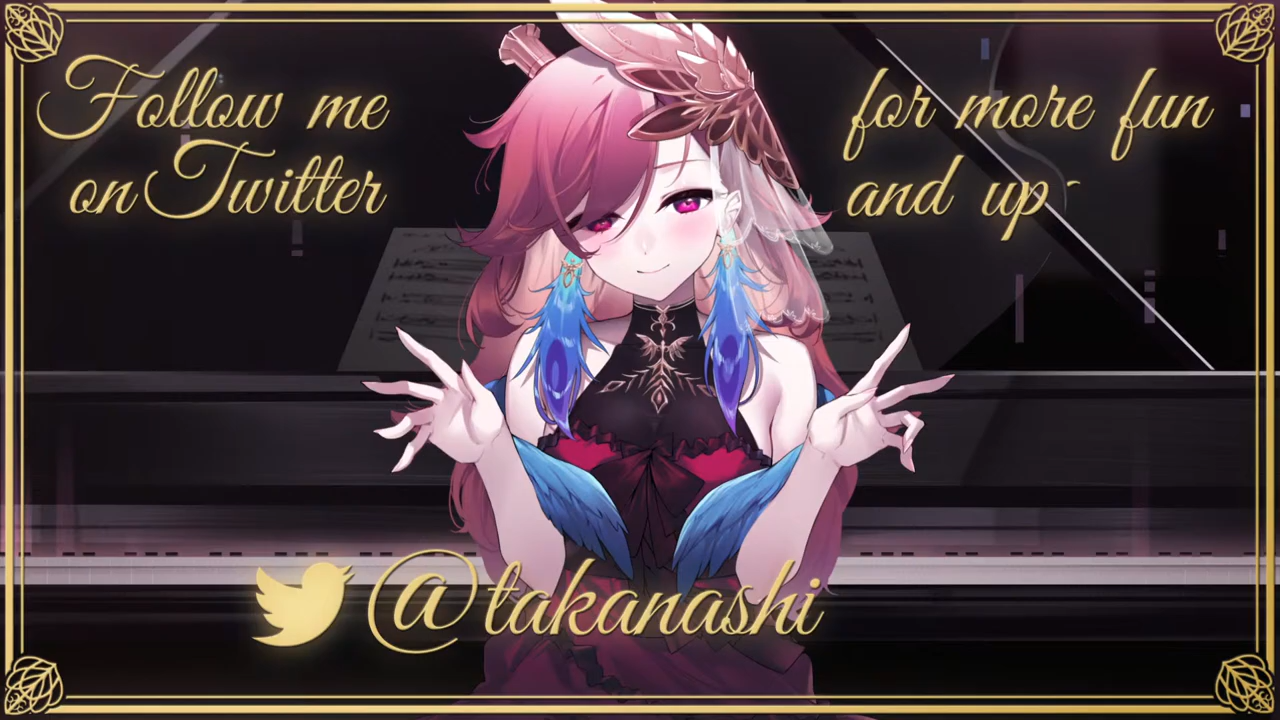 Follow me
on Twitter
for more fun
and up
@takanashi